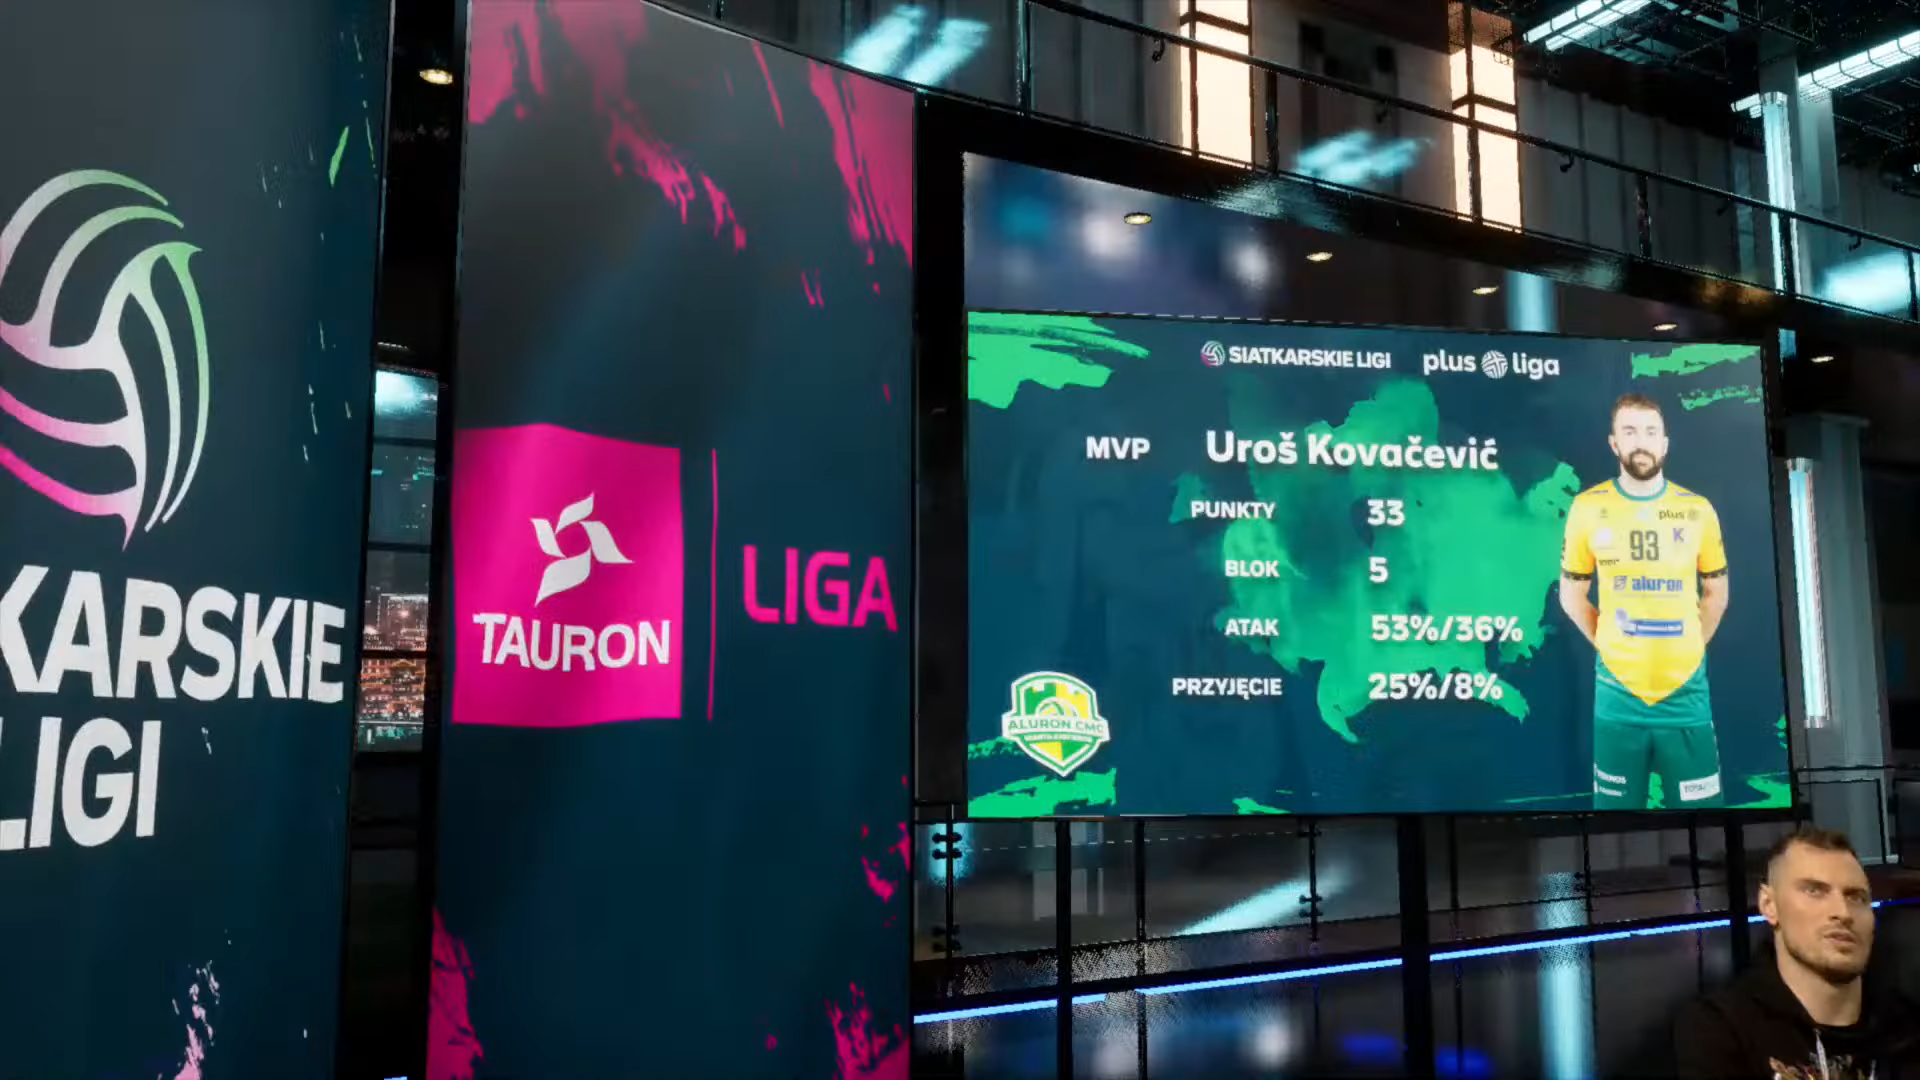 KARSKIE
LIGI
TAURON
LIGA
SIATKARSKIE LIGI plus liga
MVP Uroš Kovačević
PUNKTY 33
BLOK 5
ATAK 53%/36%
PRZYJĘCIE 25%/8%
ALURON CMC
plus
93 K
aluron